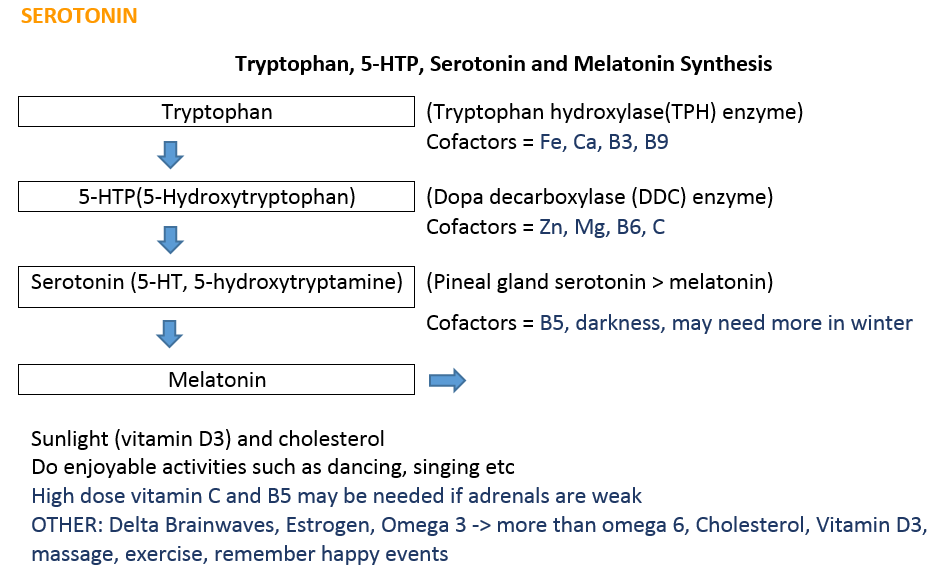 SEROTONIN
Tryptophan, 5-HTP, Serotonin and Melatonin Synthesis
Tryptophan
(Tryptophan hydroxylase(TPH) enzyme)
Cofactors = Fe, Ca, B3, B9
5-HTP(5-Hydroxytryptophan)
(Dopa decarboxylase (DDC) enzyme)
Cofactors = Zn, Mg, B6, C
Serotonin (5-HT, 5-hydroxytryptamine)
(Pineal gland serotonin > melatonin)
Cofactors = B5, darkness, may need more in winter
Melatonin
Sunlight (vitamin D3) and cholesterol
Do enjoyable activities such as dancing, singing etc
High dose vitamin C and B5 may be needed if adrenals are weak
OTHER: Delta Brainwaves, Estrogen, Omega 3 -> more than omega 6, Cholesterol, Vitamin D3,
massage, exercise, remember happy events